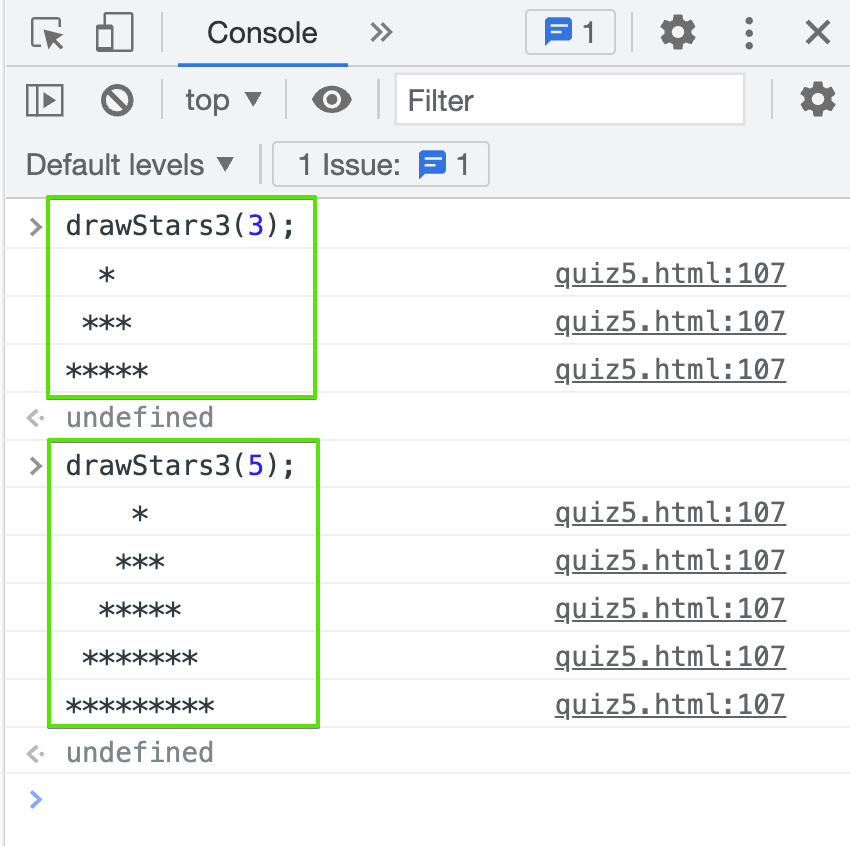 Console 1
top Filter
Default levels 1 Issue: 1
> drawStars3(3);
  * quiz5.html:107
 *** quiz5.html:107
***** quiz5.html:107
undefined
> drawStars3(5);
    * quiz5.html:107
   *** quiz5.html:107
  ***** quiz5.html:107
 ******* quiz5.html:107
********* quiz5.html:107
undefined
>